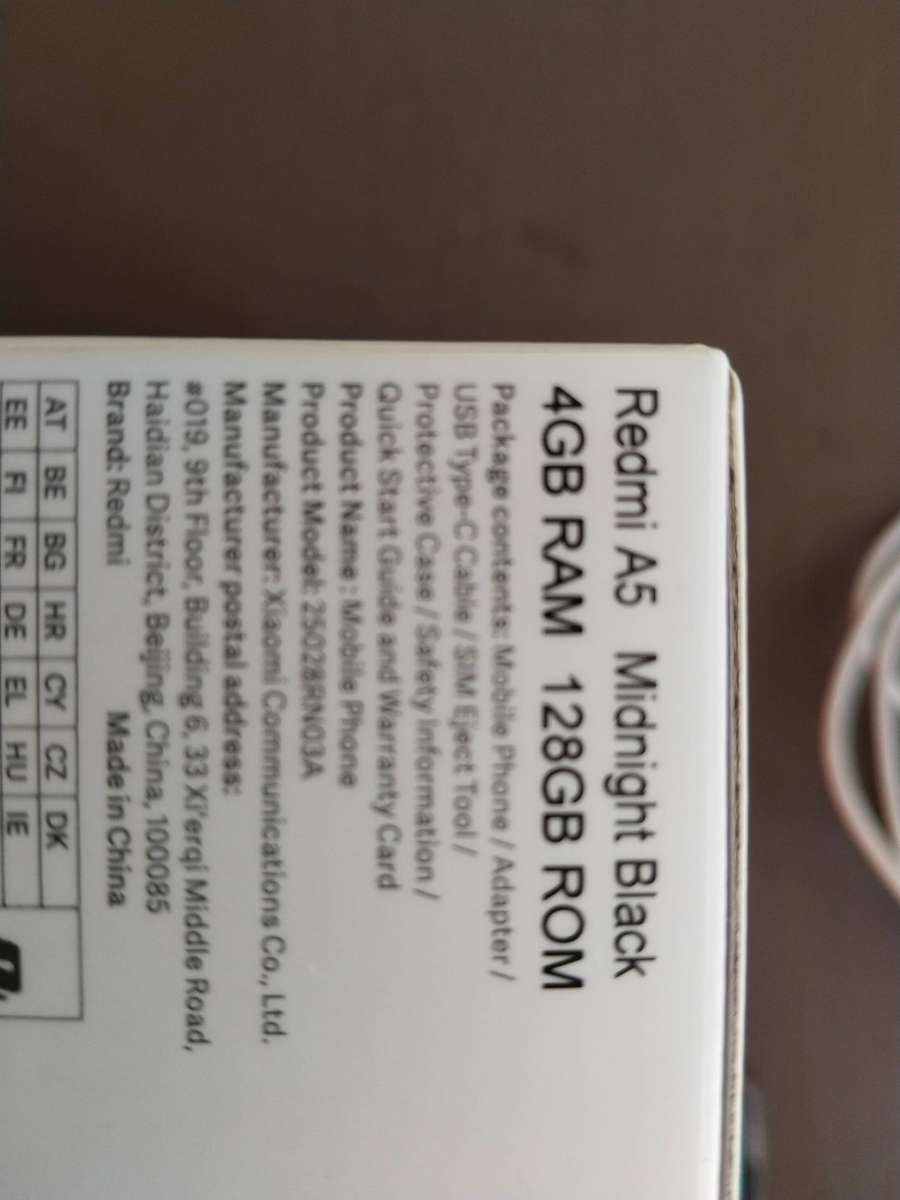 Redmi A5 Midnight Black
4GB RAM 128GB ROM
Package contents: Mobile Phone / Adapter /
USB Type-C Cable / SIM Eject Tool /
Protective Case / Safety Information /
Quick Start Guide and Warranty Card
Product Name : Mobile Phone
Product Model: 25028RN03A
Manufacturer: Xiaomi Communications Co., Ltd.
Manufacturer postal address:
#019, 9th Floor, Building 6, 33 Xi'erqi Middle Road,
Haidian District, Beijing, China, 100085
Brand: Redmi Made in China
AT BE BG HR CY CZ DK
EE FI FR DE EL HU IE